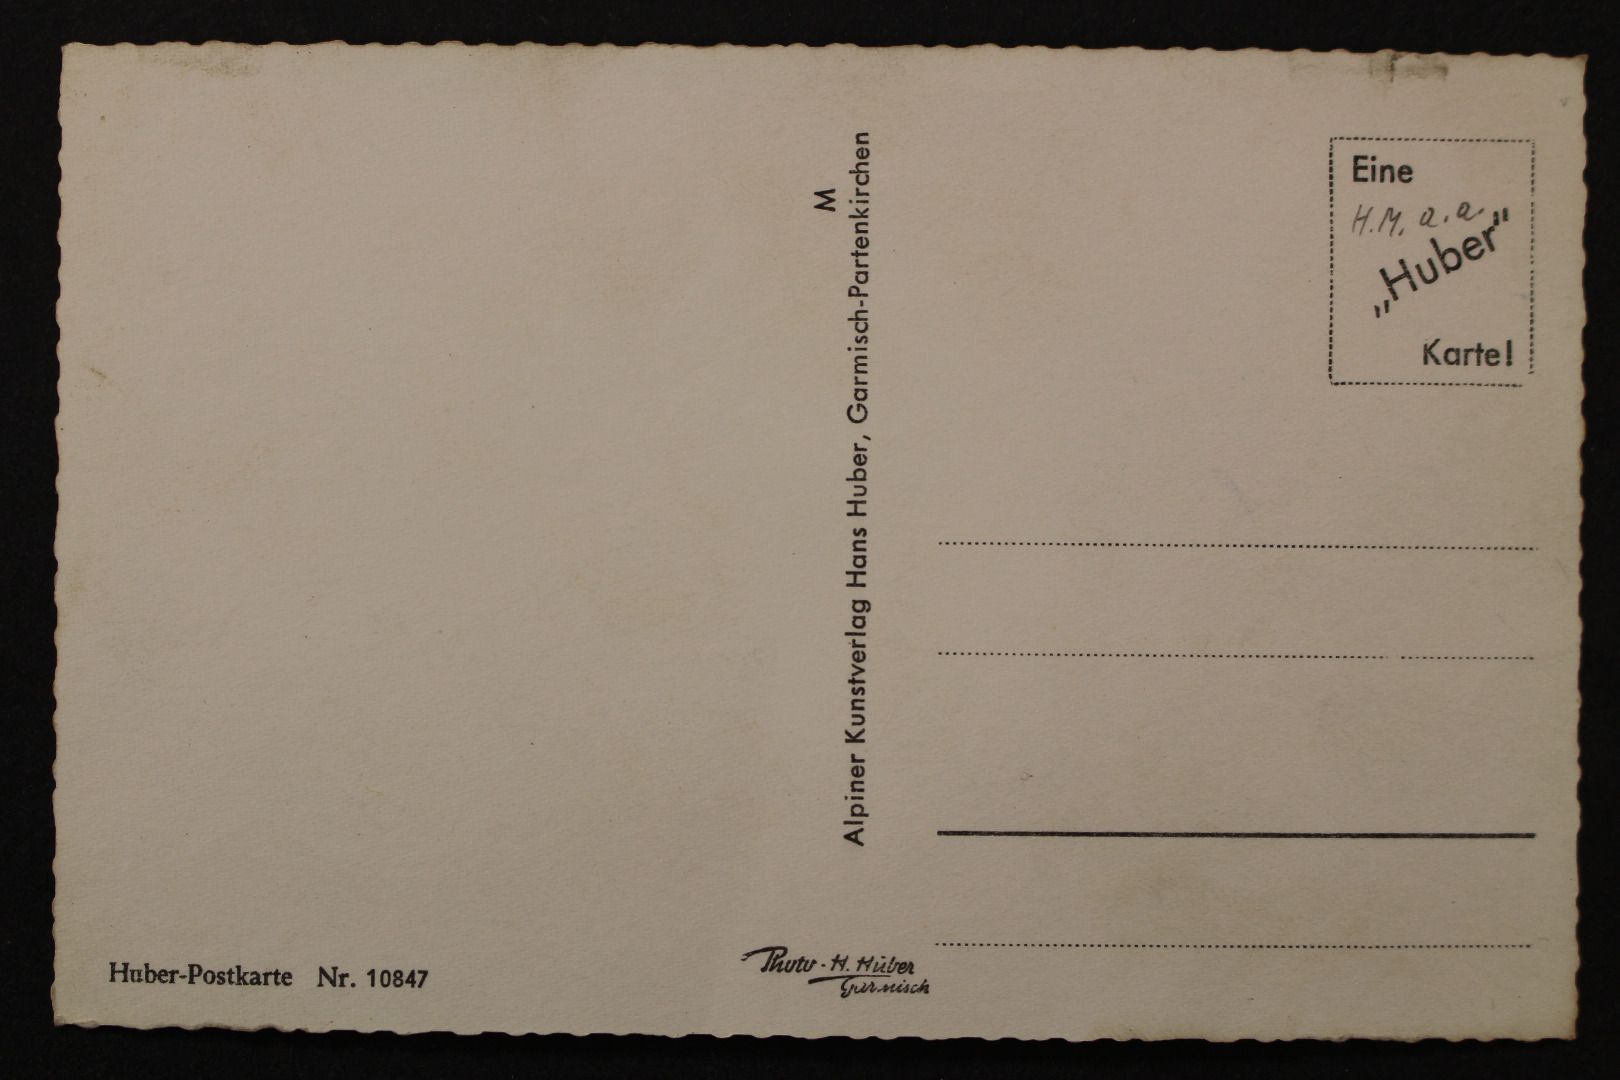 Eine
H.M. a.a.
„Huber"
Karte!
M
Alpiner Kunstverlag Hans Huber, Garmisch-Partenkirchen
Huber-Postkarte Nr. 10847
Photo-H. Huber
Garmisch